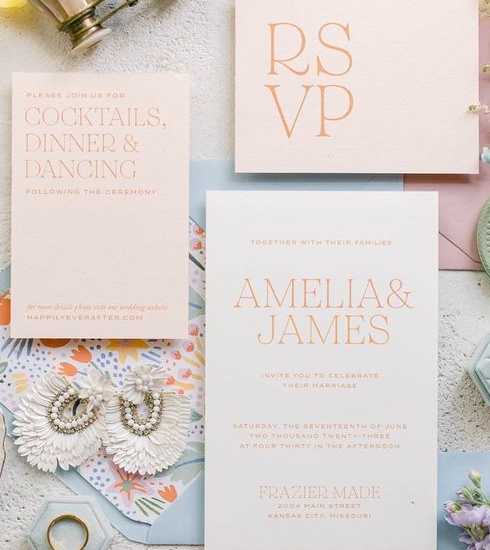 RS
VP
PLEASE JOIN US FOR
COCKTAILS,
DINNER &
DANCING
FOLLOWING THE CEREMONY
for more details please visit our wedding website
HAPPILYEVERAFTER.COM
TOGETHER WITH THEIR FAMILIES
AMELIA&
JAMES
INVITE YOU TO CELEBRATE
THEIR MARRIAGE
SATURDAY, THE SEVENTEENTH OF JUNE
TWO THOUSAND TWENTY-THREE
AT FOUR THIRTY IN THE AFTERNOON
FRAZIER MADE
2004 MAIN STREET
KANSAS CITY, MISSOURI